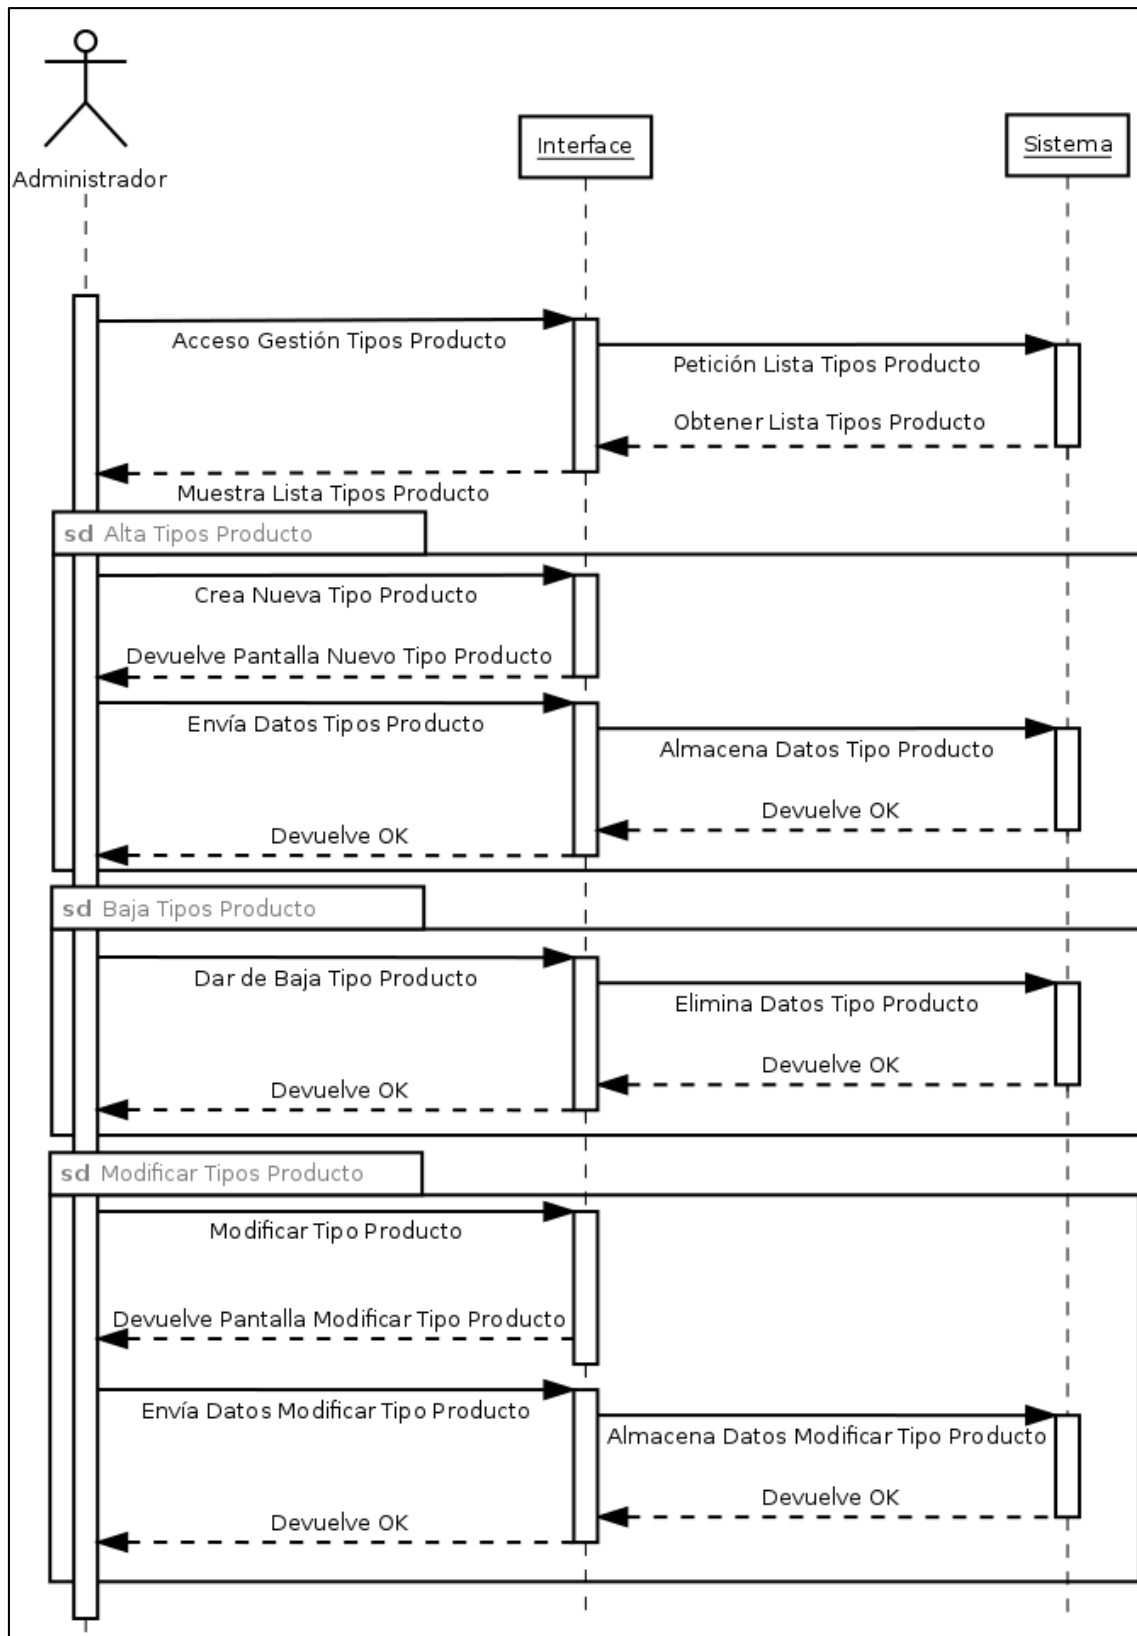 Administrador
Interface
Sistema
Acceso Gestión Tipos Producto
Petición Lista Tipos Producto
Obtener Lista Tipos Producto
Muestra Lista Tipos Producto
sd Alta Tipos Producto
Crea Nueva Tipo Producto
Devuelve Pantalla Nuevo Tipo Producto
Envía Datos Tipos Producto
Almacena Datos Tipo Producto
Devuelve OK
Devuelve OK
sd Baja Tipos Producto
Dar de Baja Tipo Producto
Elimina Datos Tipo Producto
Devuelve OK
Devuelve OK
sd Modificar Tipos Producto
Modificar Tipo Producto
Devuelve Pantalla Modificar Tipo Producto
Envía Datos Modificar Tipo Producto
Almacena Datos Modificar Tipo Producto
Devuelve OK
Devuelve OK